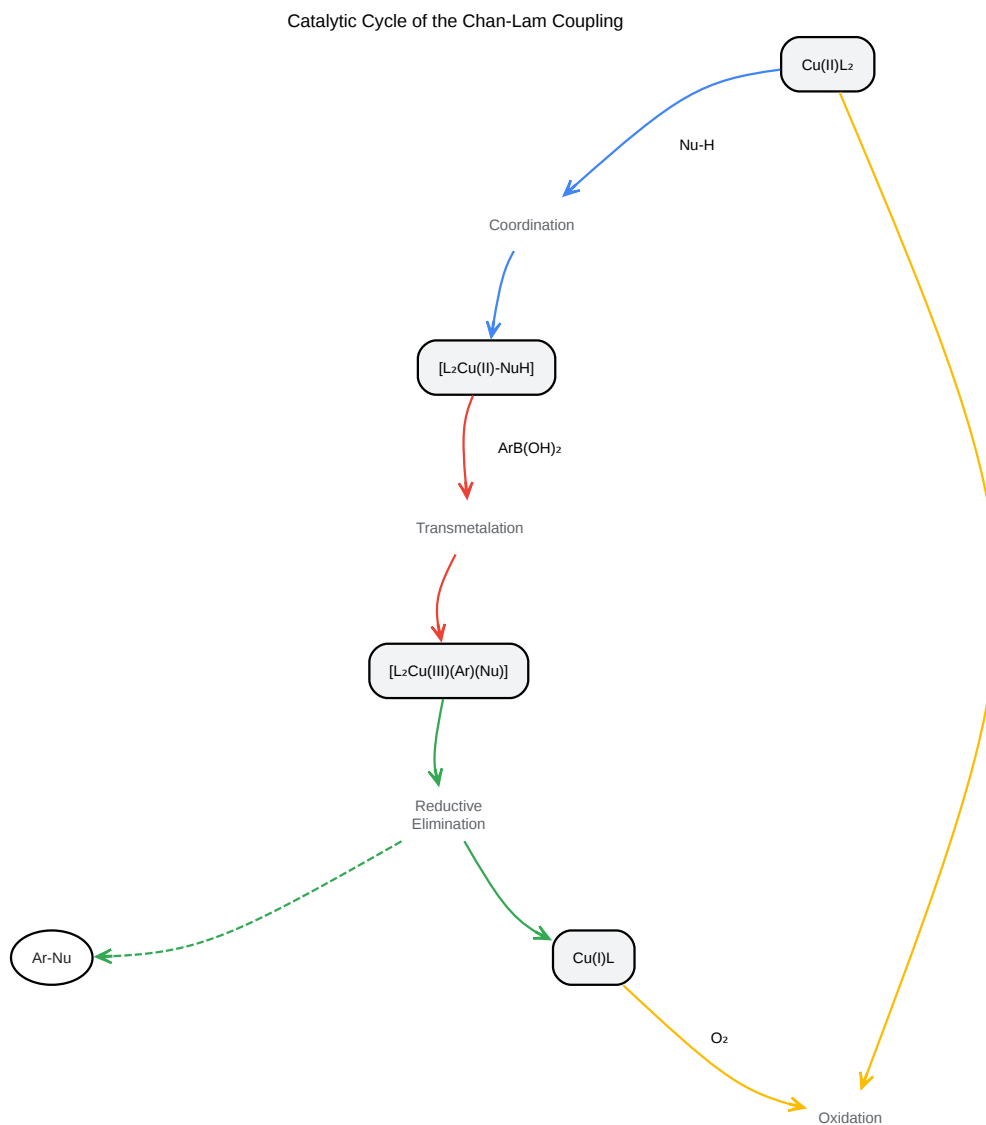 Catalytic Cycle of the Chan-Lam Coupling
Cu(II)L₂
Nu-H
Coordination
[L₂Cu(II)-NuH]
ArB(OH)₂
Transmetalation
[L₂Cu(III)(Ar)(Nu)]
Reductive
Elimination
Ar-Nu
Cu(I)L
O₂
Oxidation